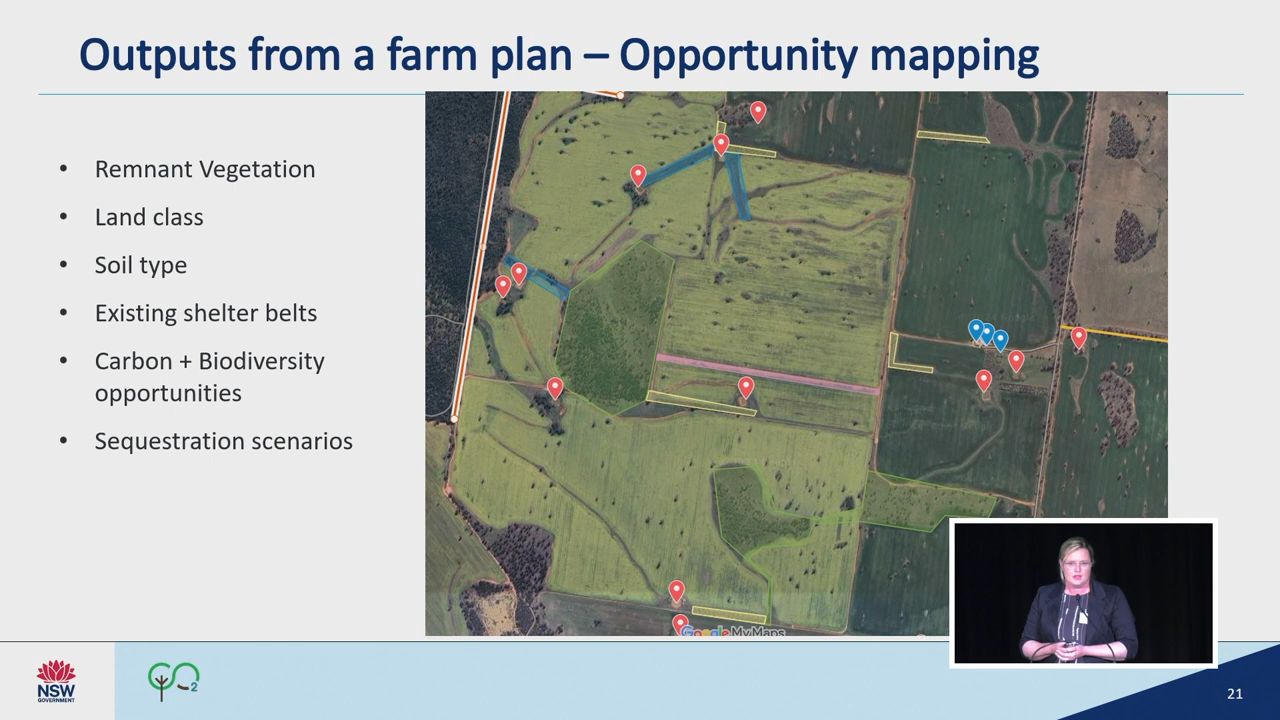 Outputs from a farm plan – Opportunity mapping
• Remnant Vegetation
• Land class
• Soil type
• Existing shelter belts
• Carbon + Biodiversity
opportunities
• Sequestration scenarios
Google My Maps
NSW
GOVERNMENT
CO2
21